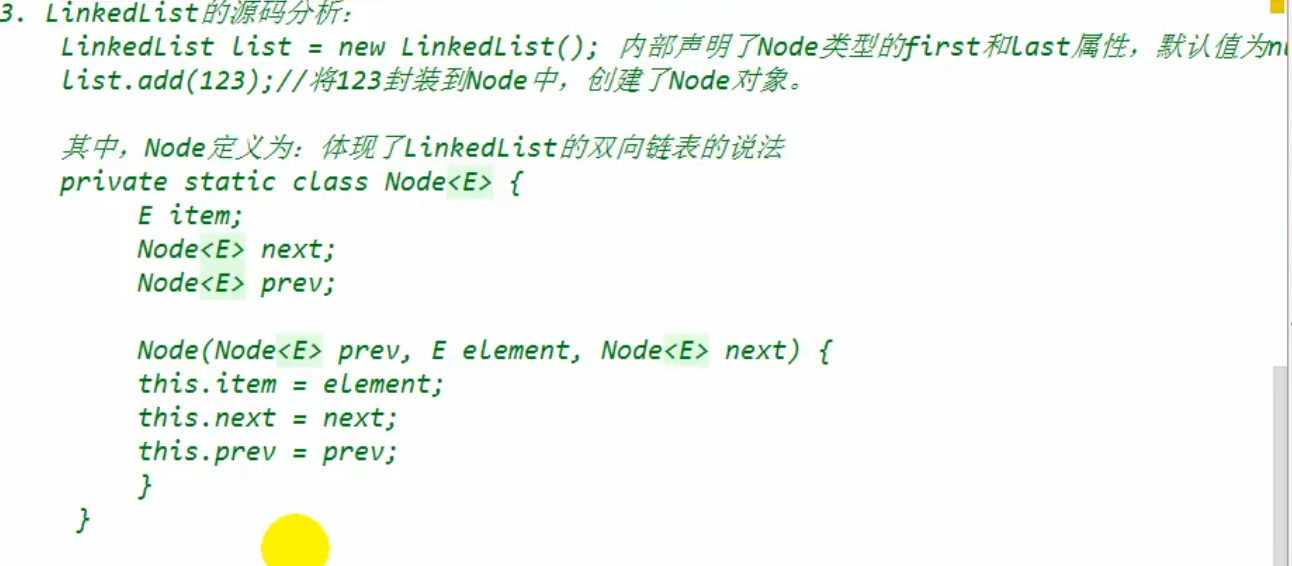 3. LinkedList的源码分析：
LinkedList list = new LinkedList(); 内部声明了Node类型的first和last属性，默认值为
list.add(123);//将123封装到Node中，创建了Node对象。
其中，Node定义为：体现了LinkedList的双向链表的说法
private static class Node<E> {
E item;
Node<E> next;
Node<E> prev;
Node(Node<E> prev, E element, Node<E> next) {
this.item = element;
this.next = next;
this.prev = prev;
}
}